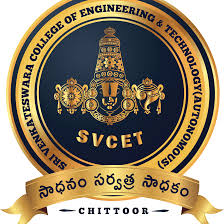 SRI VENKATESWARA COLLEGE OF ENGINEERING & TECHNOLOGY(AUTONOMOUS)
SVCET
సాధనం సర్వత్ర సాధకం
CHITTOOR